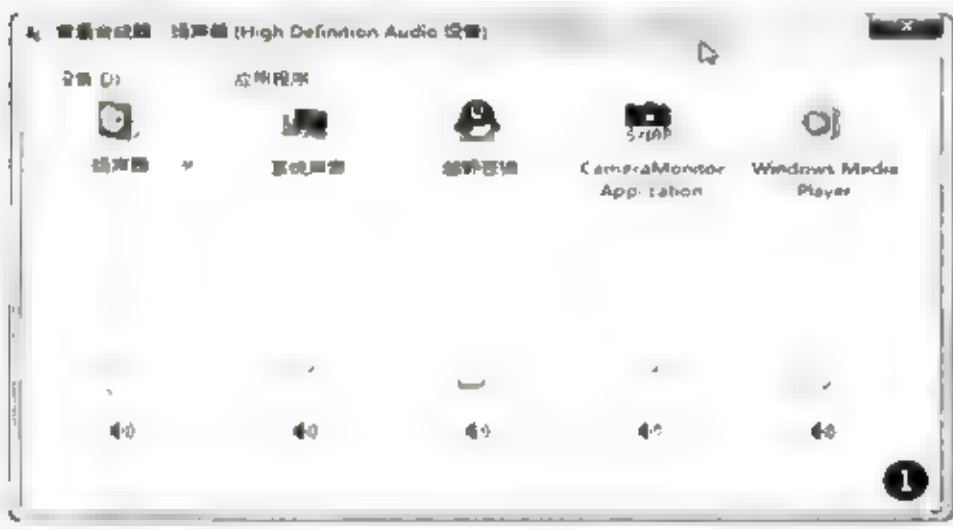 音量合成器 - 扬声器 (High Definition Audio 设备)
设备(D) 应用程序
扬声器 系统声音 CameraMonitor Application Windows Media Player
1